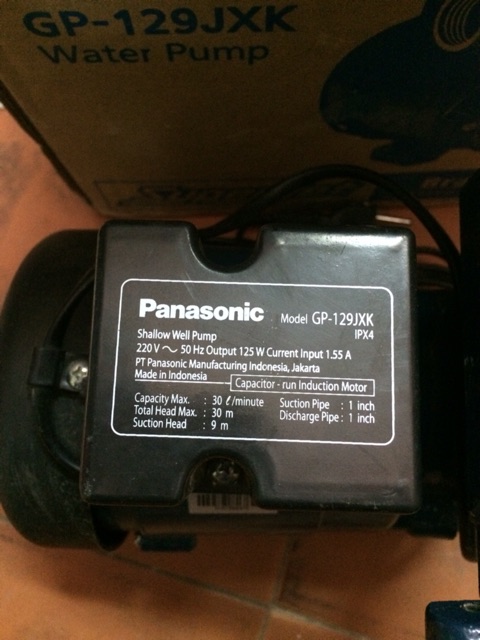 GP-129JXK
Water Pump
Panasonic Model GP-129JXK
IPX4
Shallow Well Pump
220 V ~ 50 Hz Output 125 W Current Input 1.55 A
PT Panasonic Manufacturing Indonesia, Jakarta
Made in Indonesia
Capacitor - run Induction Motor
Capacity Max. : 30 ℓ/minute Suction Pipe : 1 inch
Total Head Max. : 30 m Discharge Pipe : 1 inch
Suction Head : 9 m